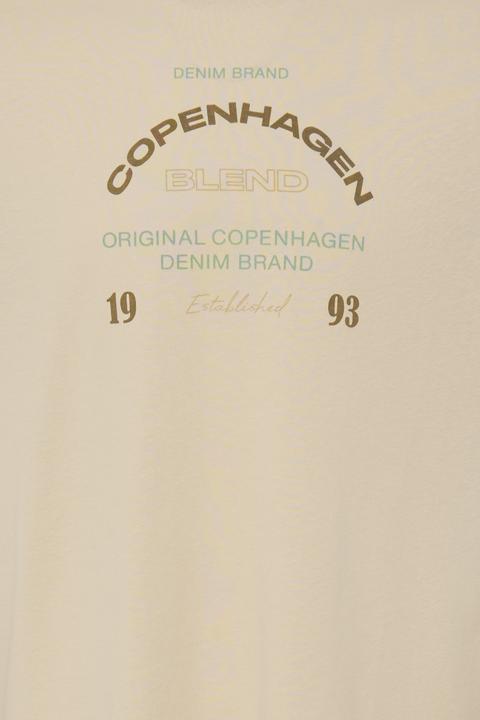 DENIM BRAND
COPENHAGEN
BLEND
ORIGINAL COPENHAGEN
DENIM BRAND
19 Established 93